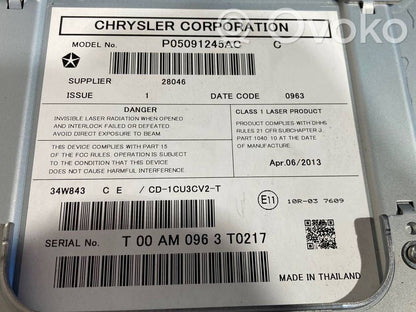 Ovoko
CHRYSLER CORPORATION
MODEL No. P05091245AC C
SUPPLIER 28046
ISSUE 1 DATE CODE 0963
DANGER
INVISIBLE LASER RADIATION WHEN OPENED
AND INTERLOCK FAILED OR DEFEATED
AVOID DIRECT EXPOSURE TO BEAM
THIS DEVICE COMPLIES WITH PART 15
OF THE FCC RULES. OPERATION IS SUBJECT
TO THE CONDITION THAT THIS DEVICE
DOES NOT CAUSE HARMFUL INTERFERENCE
CLASS 1 LASER PRODUCT
PRODUCT COMPLIES WITH DHHS
RULES 21 CFR SUBCHAPTER J,
PART 1040. 10 AT THE DATE OF
MANUFACTURE.
Apr.06/2013
34W843 C E / CD-1CU3CV2-T
E11 10R-03 7609
SERIAL No. T 00 AM 096 3 T0217
MADE IN THAILAND